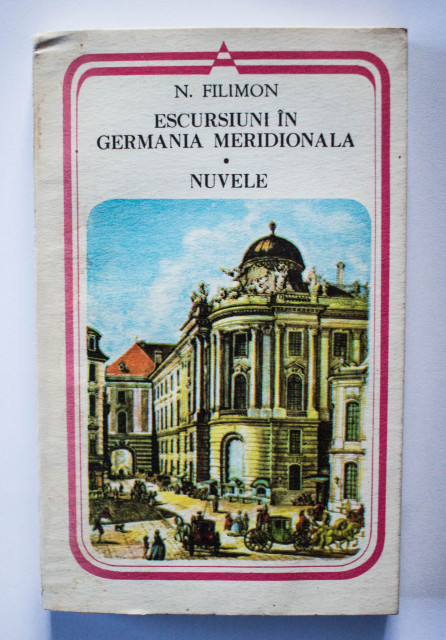 N. FILIMON
ESCURSIUNI ÎN
GERMANIA MERIDIONALA
•
NUVELE